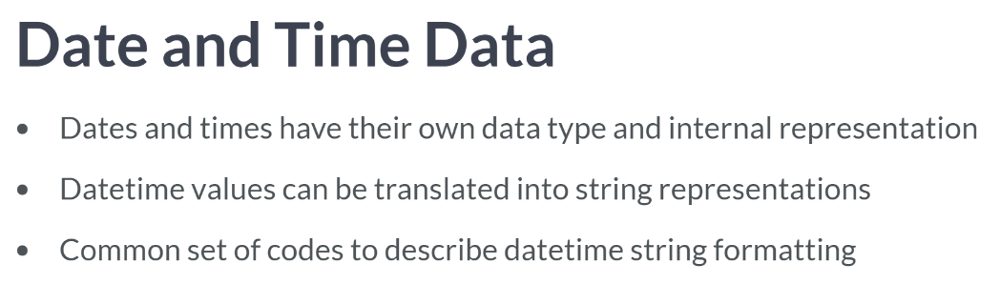 Date and Time Data
• Dates and times have their own data type and internal representation
• Datetime values can be translated into string representations
• Common set of codes to describe datetime string formatting